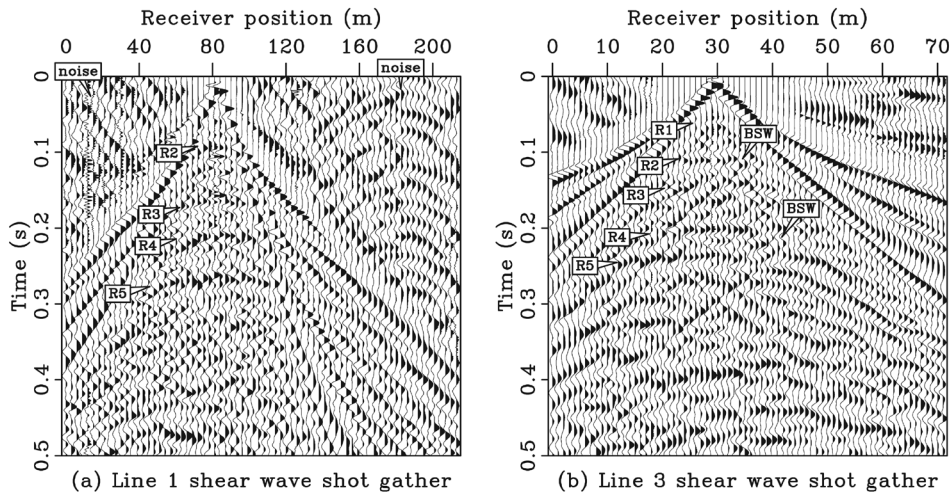 Receiver position (m)
0 40 80 120 160 200
noise noise
0
0.1
0.2
0.3
0.4
0.5
Time (s)
R2
R3
R4
R5
(a) Line 1 shear wave shot gather
Receiver position (m)
0 10 20 30 40 50 60 70
0
0.1
0.2
0.3
0.4
0.5
Time (s)
R1
BSW
R2
R3
BSW
R4
R5
(b) Line 3 shear wave shot gather